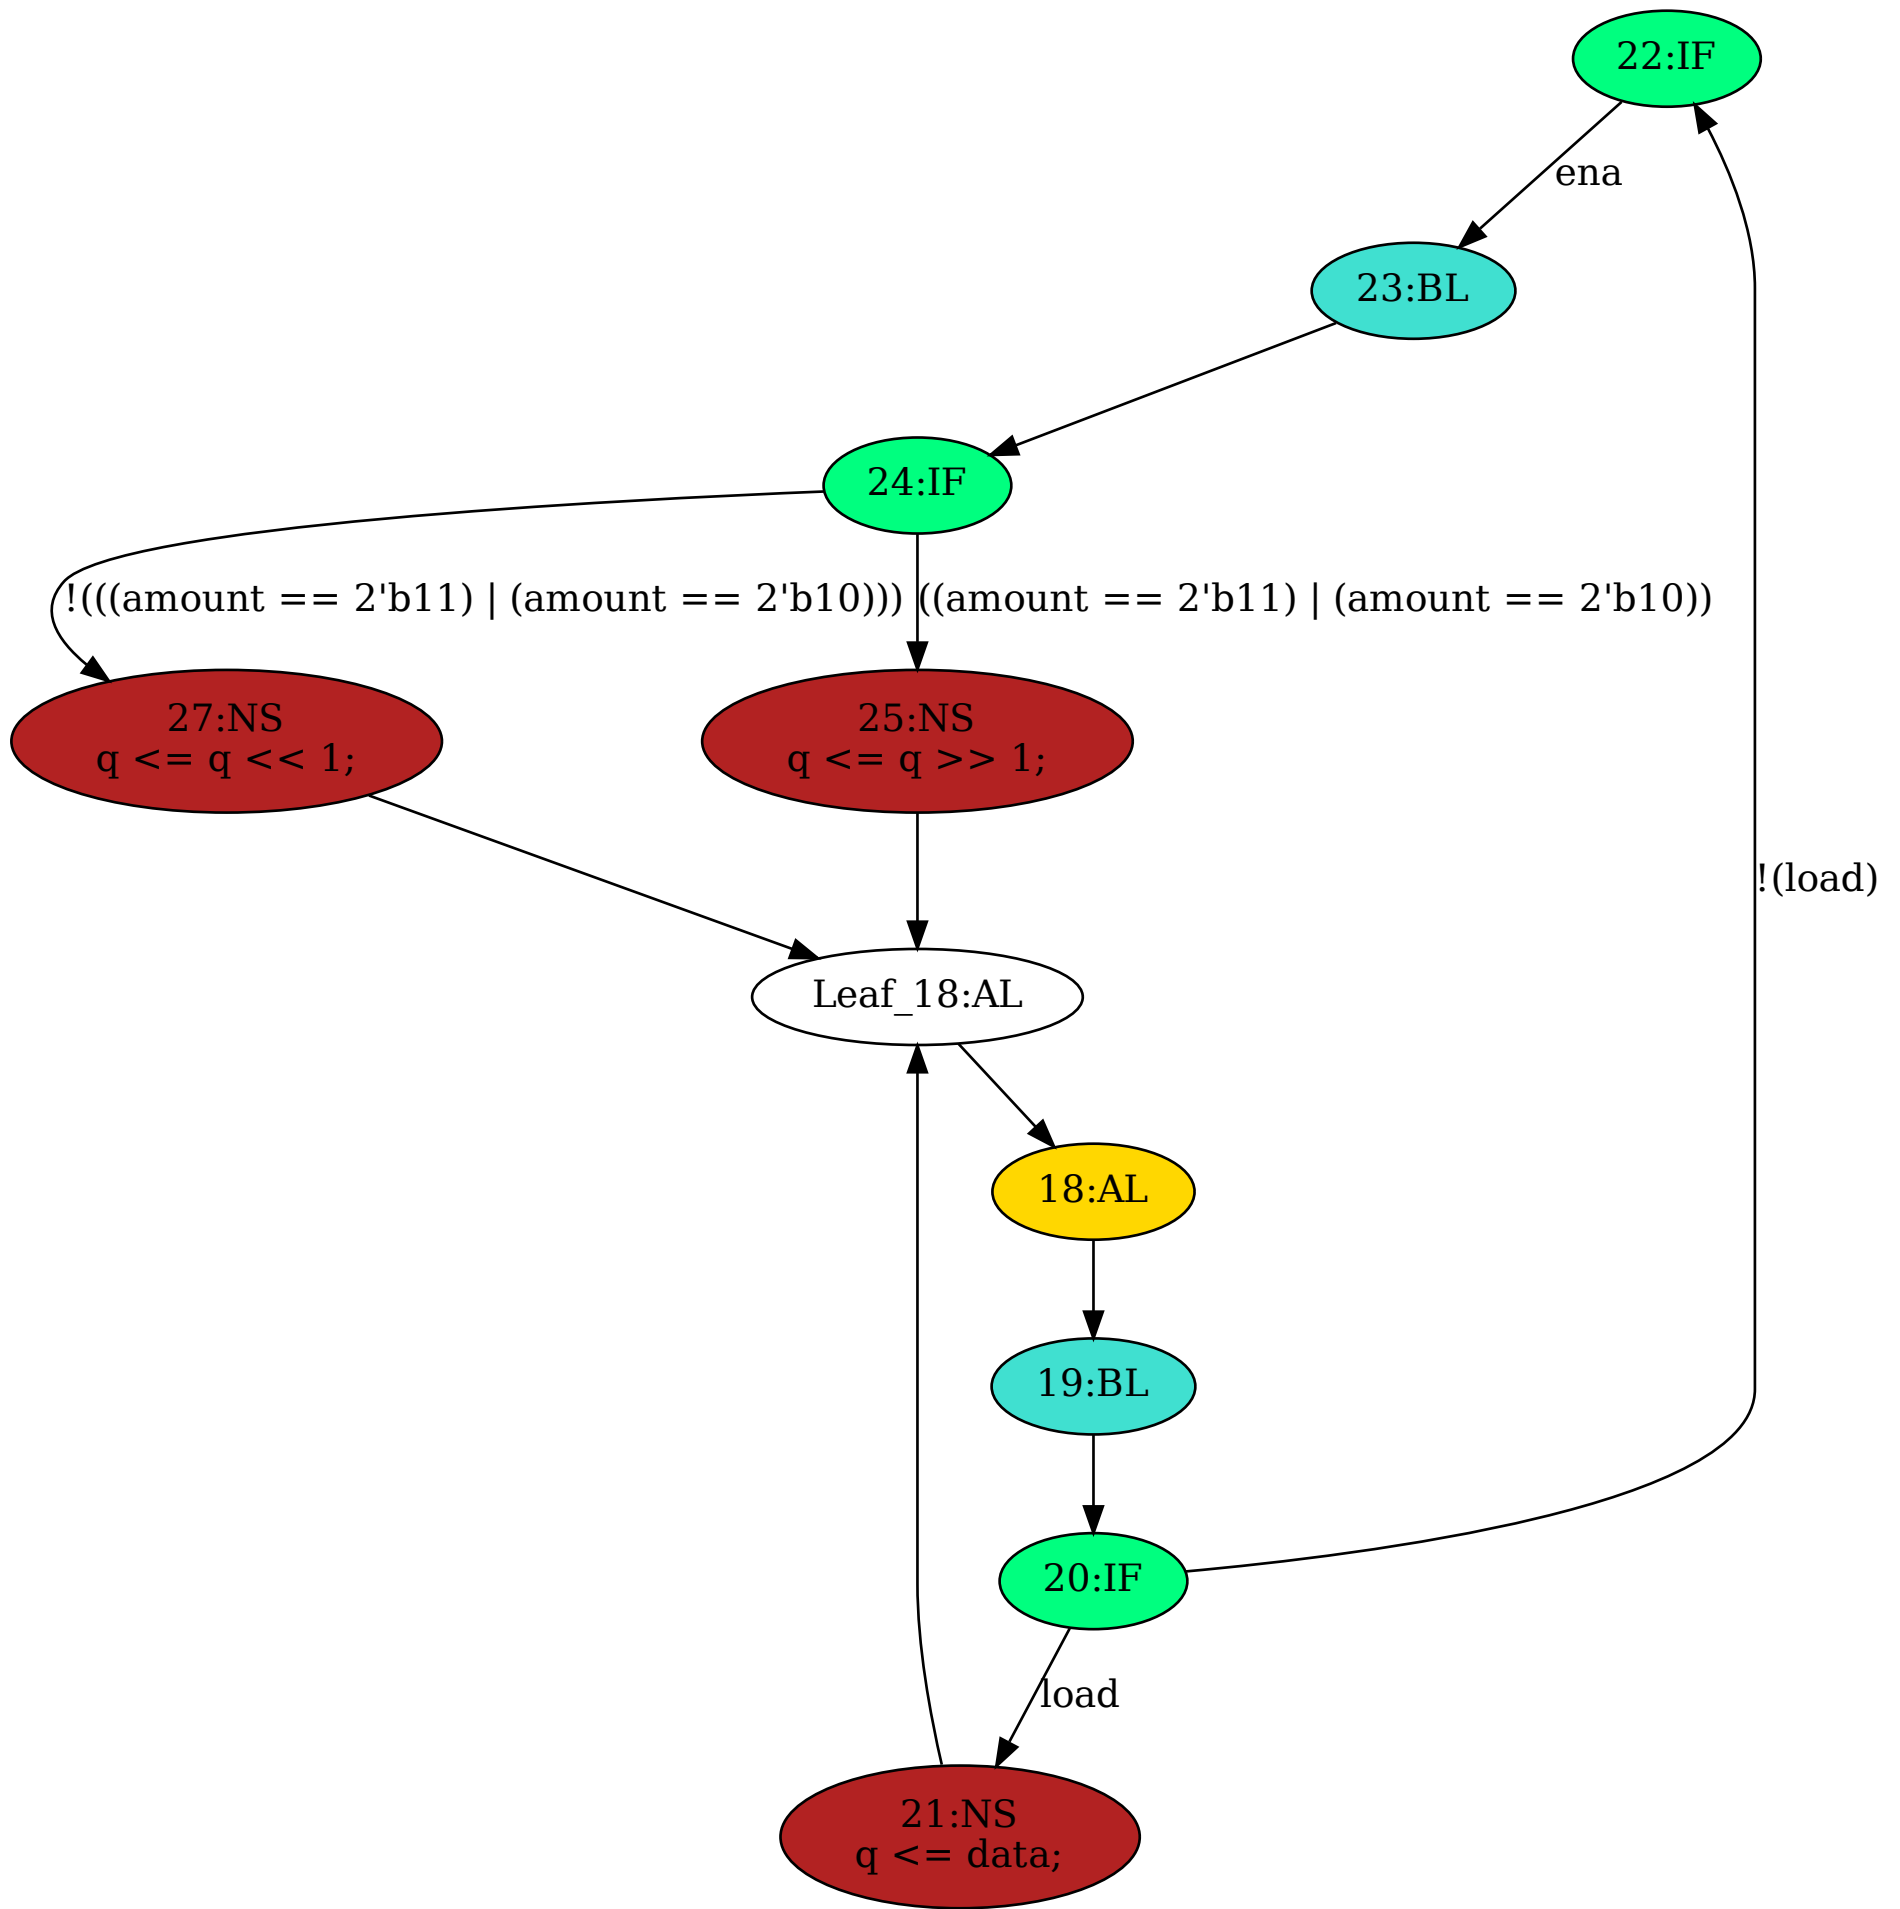 22:IF
ena
23:BL
24:IF
!(((amount == 2'b11) | (amount == 2'b10)))
((amount == 2'b11) | (amount == 2'b10))
27:NS
q <= q << 1;
25:NS
q <= q >> 1;
!(load)
Leaf_18:AL
18:AL
19:BL
20:IF
load
21:NS
q <= data;